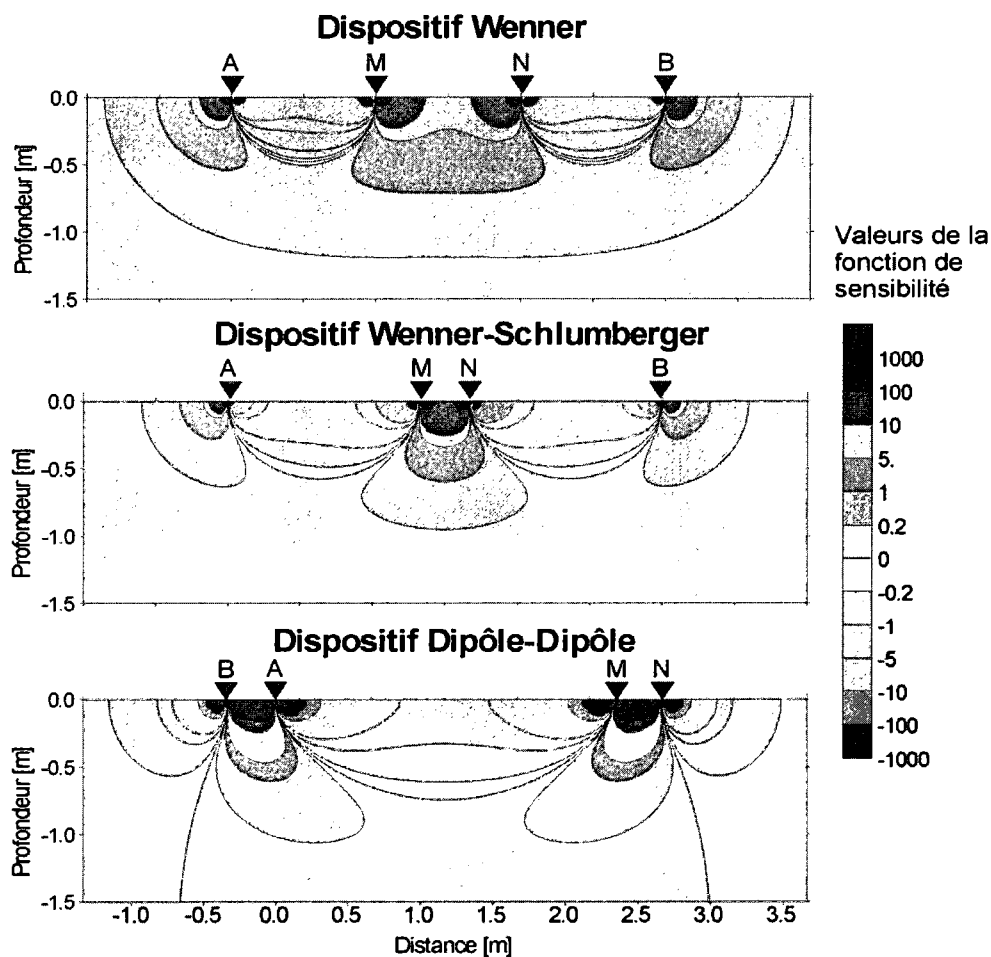 Dispositif Wenner
A M N B
0.0
-0.5
-1.0
-1.5
Profondeur [m]
Dispositif Wenner-Schlumberger
A M N B
0.0
-0.5
-1.0
-1.5
Profondeur [m]
Dispositif Dipôle-Dipôle
B A M N
0.0
-0.5
-1.0
-1.5
Profondeur [m]
-1.0 -0.5 0.0 0.5 1.0 1.5 2.0 2.5 3.0 3.5
Distance [m]
Valeurs de la
fonction de
sensibilité
1000
100
10
5.
1
0.2
0
-0.2
-1
-5
-10
-100
-1000